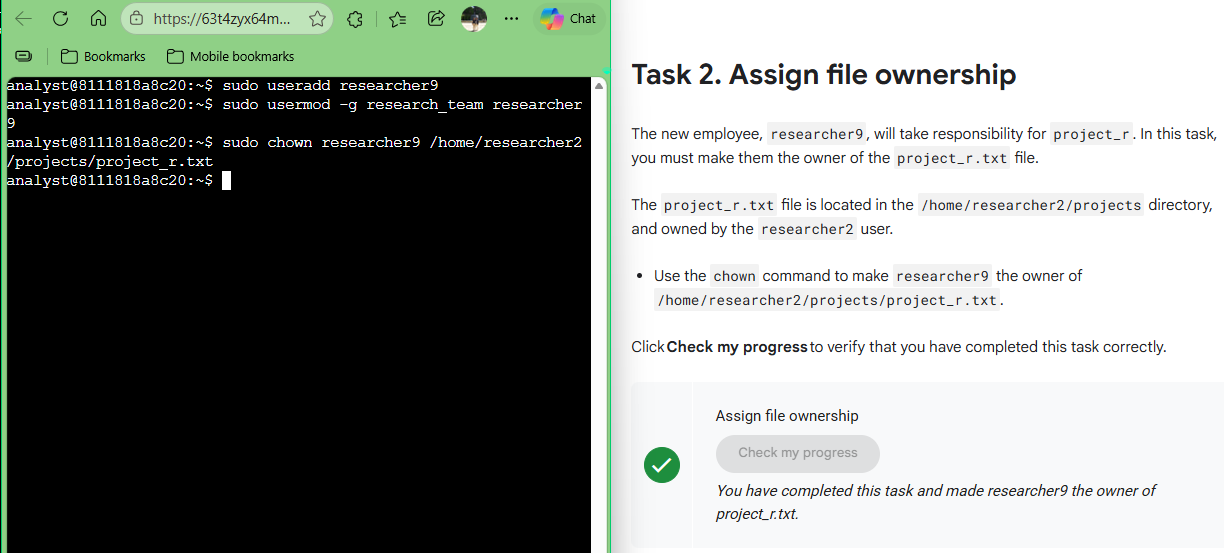 https://63t4zyx64m...
Chat
Bookmarks
Mobile bookmarks
analyst@8111818a8c20:~$ sudo useradd researcher9
analyst@8111818a8c20:~$ sudo usermod -g research_team researcher
9
analyst@8111818a8c20:~$ sudo chown researcher9 /home/researcher2
/projects/project_r.txt
analyst@8111818a8c20:~$
Task 2. Assign file ownership
The new employee, researcher9, will take responsibility for project_r. In this task,
you must make them the owner of the project_r.txt file.
The project_r.txt file is located in the /home/researcher2/projects directory,
and owned by the researcher2 user.
• Use the chown command to make researcher9 the owner of
/home/researcher2/projects/project_r.txt.
Click Check my progress to verify that you have completed this task correctly.
Assign file ownership
Check my progress
You have completed this task and made researcher9 the owner of
project_r.txt.